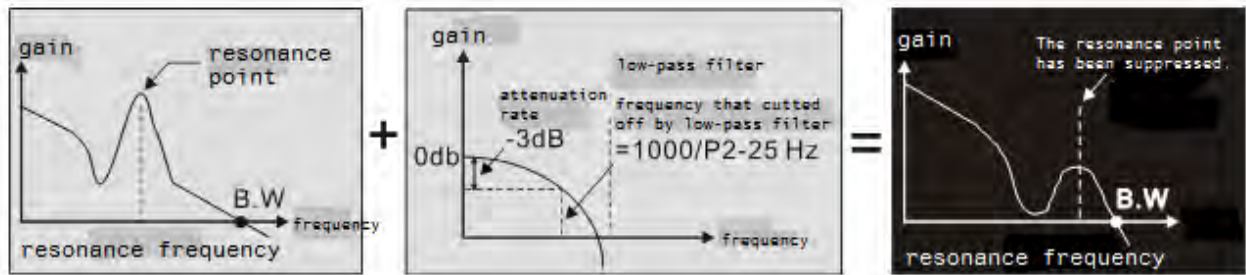 gain
resonance
point
B.W
frequency
resonance frequency
+
gain
low-pass filter
attenuation
rate
-3dB
frequency that cutted
off by low-pass filter
=1000/P2-25 Hz
0db
frequency
=
gain
The resonance point
has been suppressed.
B.W
resonance frequency